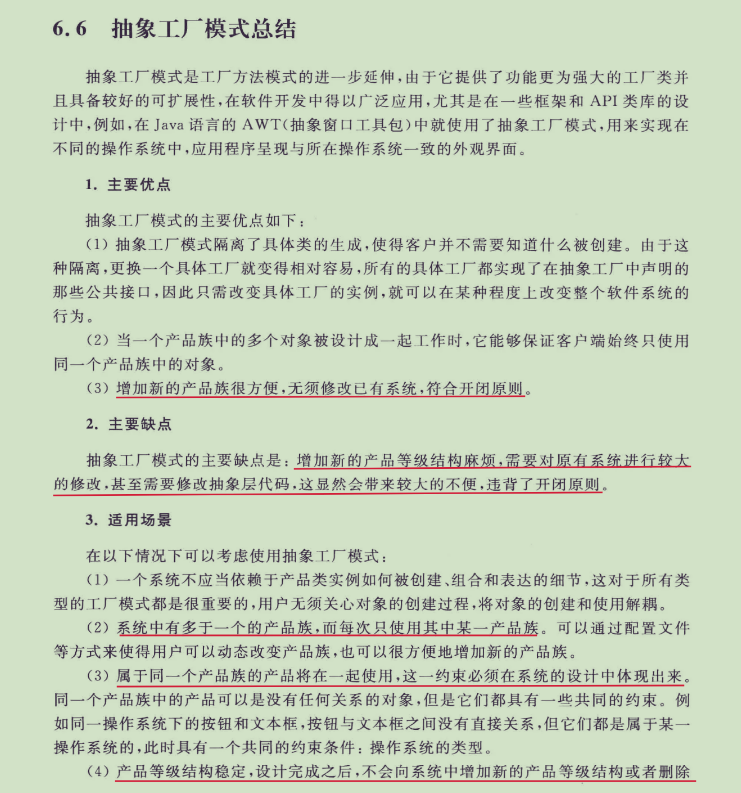 6.6 抽象工厂模式总结
抽象工厂模式是工厂方法模式的进一步延伸,由于它提供了功能更为强大的工厂类并
且具备较好的可扩展性,在软件开发中得以广泛应用,尤其是在一些框架和 API 类库的设
计中,例如,在 Java 语言的 AWT(抽象窗口工具包)中就使用了抽象工厂模式,用来实现在
不同的操作系统中,应用程序呈现与所在操作系统一致的外观界面。
1. 主要优点
抽象工厂模式的主要优点如下:
(1) 抽象工厂模式隔离了具体类的生成,使得客户并不需要知道什么被创建。由于这
种隔离,更换一个具体工厂就变得相对容易,所有的具体工厂都实现了在抽象工厂中声明的
那些公共接口,因此只需改变具体工厂的实例,就可以在某种程度上改变整个软件系统的
行为。
(2) 当一个产品族中的多个对象被设计成一起工作时,它能够保证客户端始终只使用
同一个产品族中的对象。
(3) 增加新的产品族很方便,无须修改已有系统,符合开闭原则。
2. 主要缺点
抽象工厂模式的主要缺点是:增加新的产品等级结构麻烦,需要对原有系统进行较大
的修改,甚至需要修改抽象层代码,这显然会带来较大的不便,违背了开闭原则。
3. 适用场景
在以下情况下可以考虑使用抽象工厂模式:
(1) 一个系统不应当依赖于产品类实例如何被创建、组合和表达的细节,这对于所有类
型的工厂模式都是很重要的,用户无须关心对象的创建过程,将对象的创建和使用解耦。
(2) 系统中有多于一个的产品族,而每次只使用其中某一产品族。可以通过配置文件
等方式来使得用户可以动态改变产品族,也可以很方便地增加新的产品族。
(3) 属于同一个产品族的产品将在一起使用,这一约束必须在系统的设计中体现出来。
同一个产品族中的产品可以是没有任何关系的对象,但是它们都具有一些共同的约束。例
如同一操作系统下的按钮和文本框,按钮与文本框之间没有直接关系,但它们都是属于某一
操作系统的,此时具有一个共同的约束条件:操作系统的类型。
(4) 产品等级结构稳定,设计完成之后,不会向系统中增加新的产品等级结构或者删除